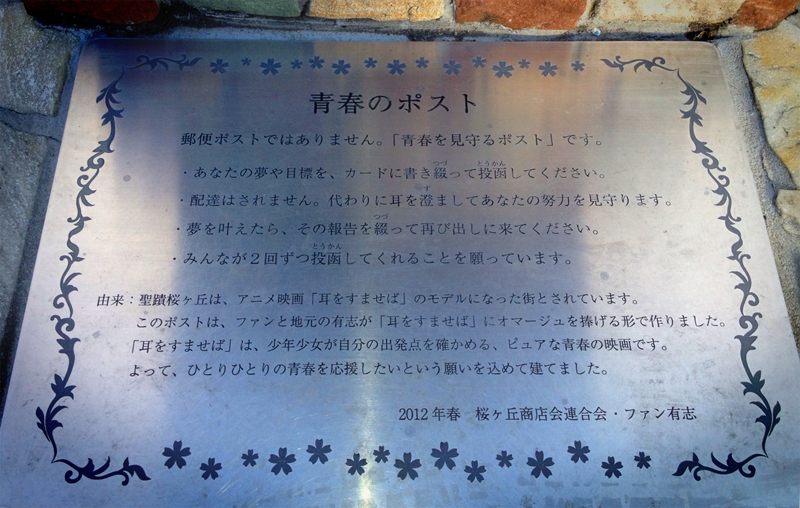 青春のポスト
郵便ポストではありません。「青春を見守るポスト」です。
・あなたの夢や目標を、カードに書き綴って投函してください。
・配達はされません。代わりに耳を澄ましてあなたの努力を見守ります。
・夢を叶えたら、その報告を綴って再び出しに来てください。
・みんなが２回ずつ投函してくれることを願っています。
由来：聖蹟桜ヶ丘は、アニメ映画「耳をすませば」のモデルになった街とされています。
このポストは、ファンと地元の有志が「耳をすませば」にオマージュを捧げる形で作りました。
「耳をすませば」は、少年少女が自分の出発点を確かめる、ピュアな青春の映画です。
よって、ひとりひとりの青春を応援したいという願いを込めて建てました。
2012年春　桜ヶ丘商店会連合会・ファン有志